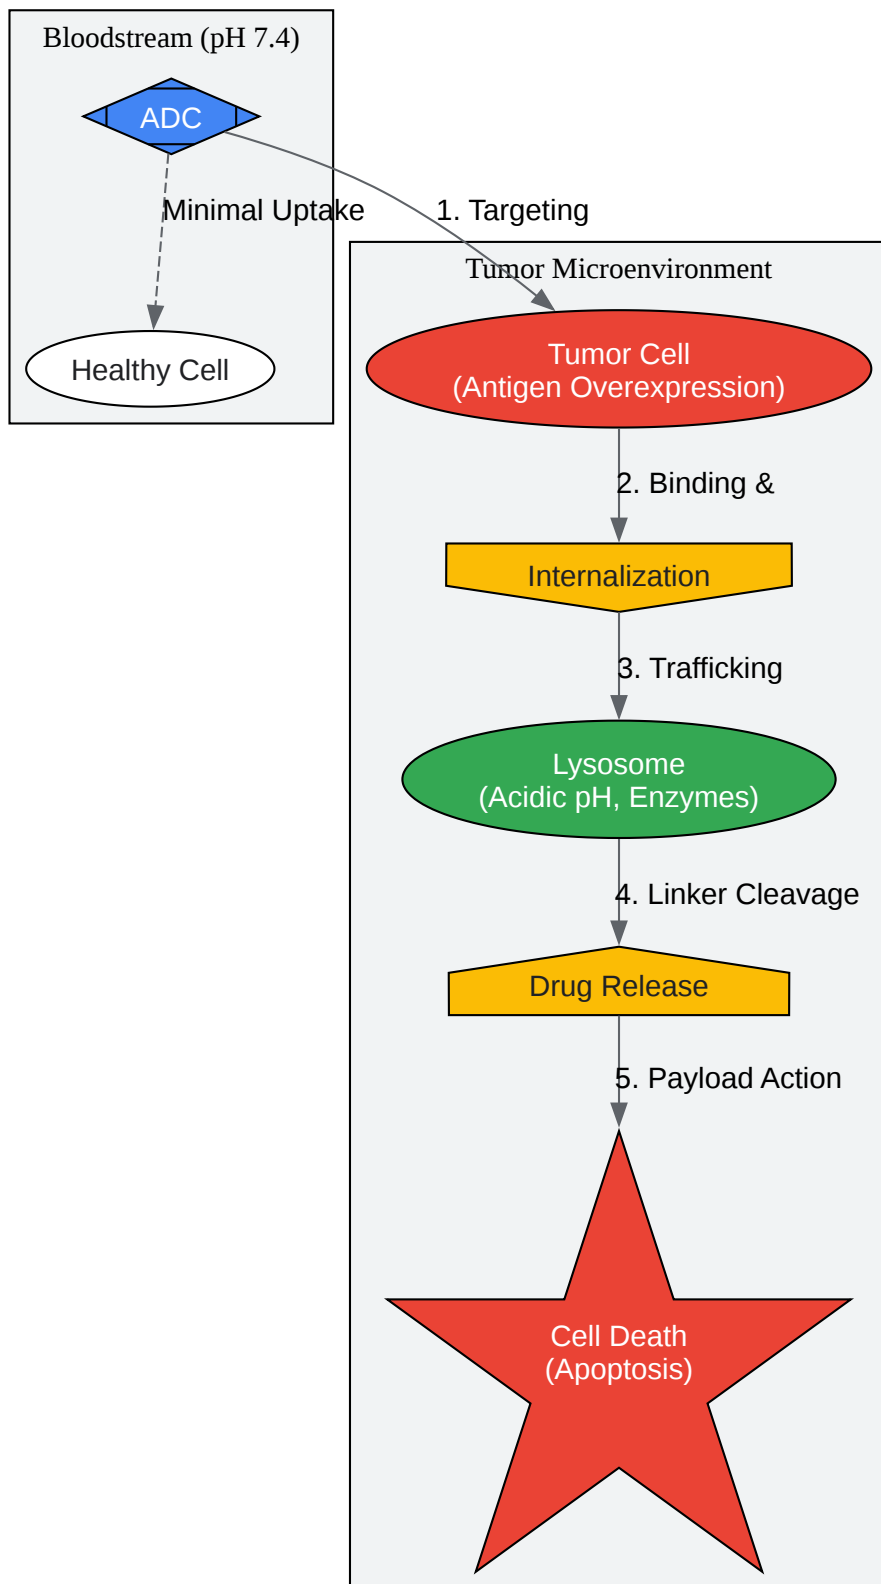 Bloodstream (pH 7.4)
ADC
Minimal Uptake
1. Targeting
Healthy Cell
Tumor Microenvironment
Tumor Cell
(Antigen Overexpression)
2. Binding &
Internalization
3. Trafficking
Lysosome
(Acidic pH, Enzymes)
4. Linker Cleavage
Drug Release
5. Payload Action
Cell Death
(Apoptosis)